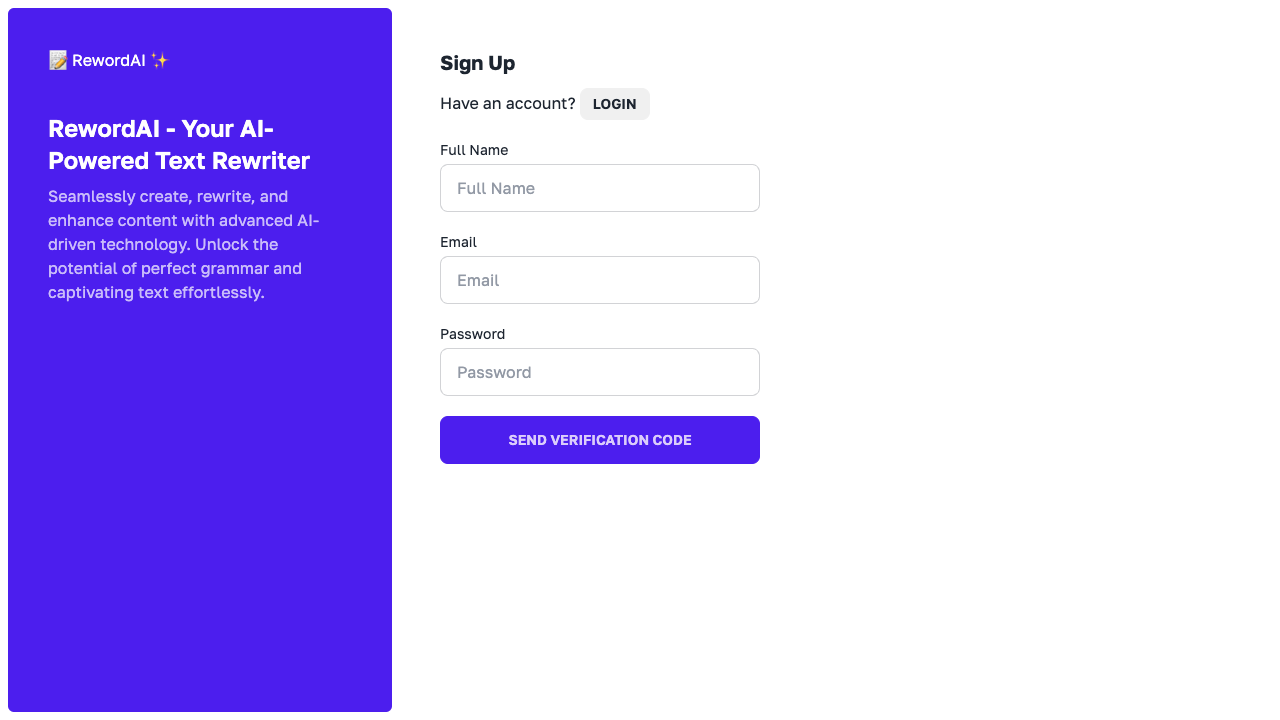 📝 RewordAI ✨
RewordAI - Your AI-
Powered Text Rewriter
Seamlessly create, rewrite, and
enhance content with advanced AI-
driven technology. Unlock the
potential of perfect grammar and
captivating text effortlessly.
Sign Up
Have an account? LOGIN
Full Name
Full Name
Email
Email
Password
Password
SEND VERIFICATION CODE